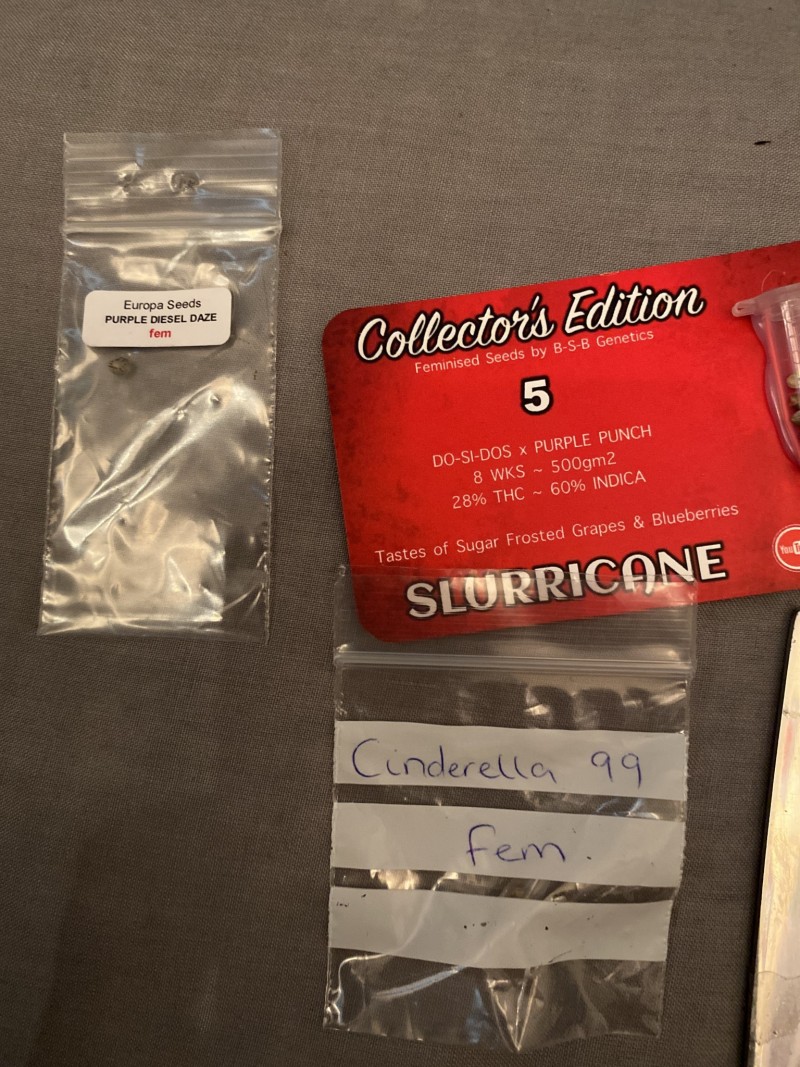 Europa Seeds
PURPLE DIESEL DAZE
fem
Collector's Edition
Feminised Seeds by B-S-B Genetics
5
DO-SI-DOS x PURPLE PUNCH
8 WKS ~ 500gm2
28% THC ~ 60% INDICA
Tastes of Sugar Frosted Grapes & Blueberries
SLURRICANE
Cinderella 99
fem.